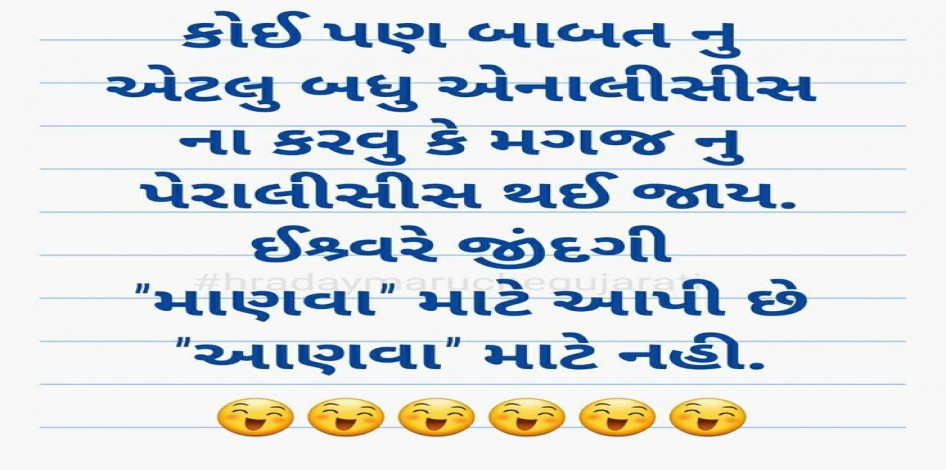 કોઈ પણ બાબત નુ
એટલુ બધુ એનાલીસીસ
ના કરવુ કે મગજ નુ
પેરાલીસીસ થઈ જાય.
ઈશ્વરે જીંદગી
#hradaymaruchegujarati
"માણવા" માટે આપી છે
"આણવા" માટે નહી.